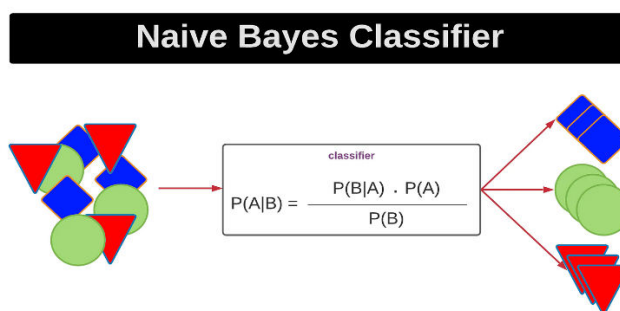 Naive Bayes Classifier
classifier
P(A|B) = P(B|A) . P(A)
P(B)